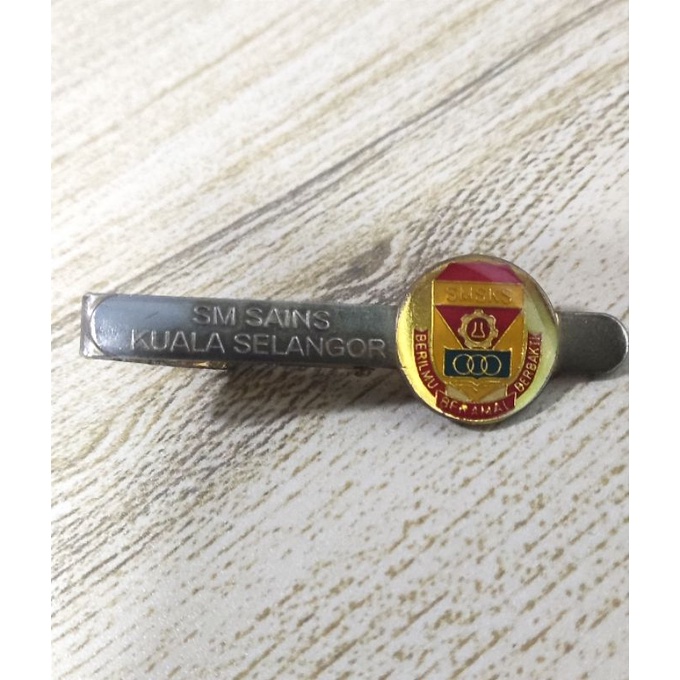 SM SAINS
KUALA SELANGOR
SMSKS
BERILMU BERAMAL BERBAKTI